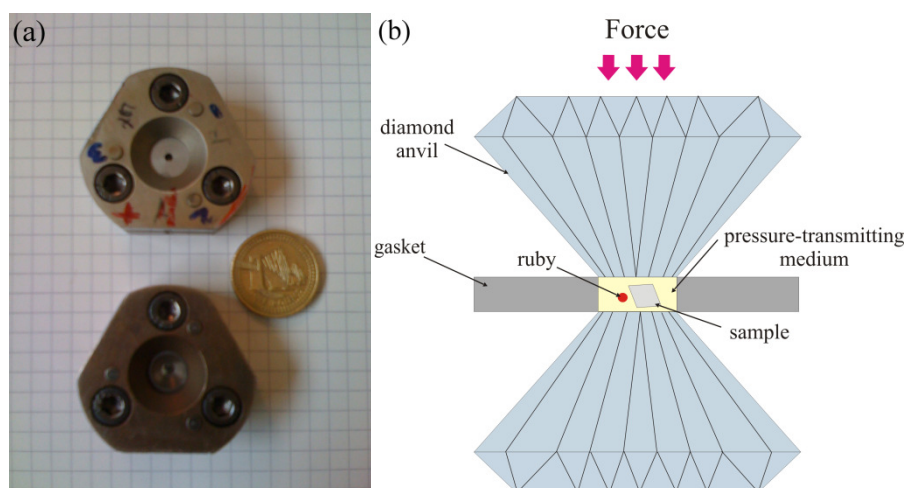 (a)
(b)
Force
diamond
anvil
gasket
ruby
pressure-transmitting
medium
sample